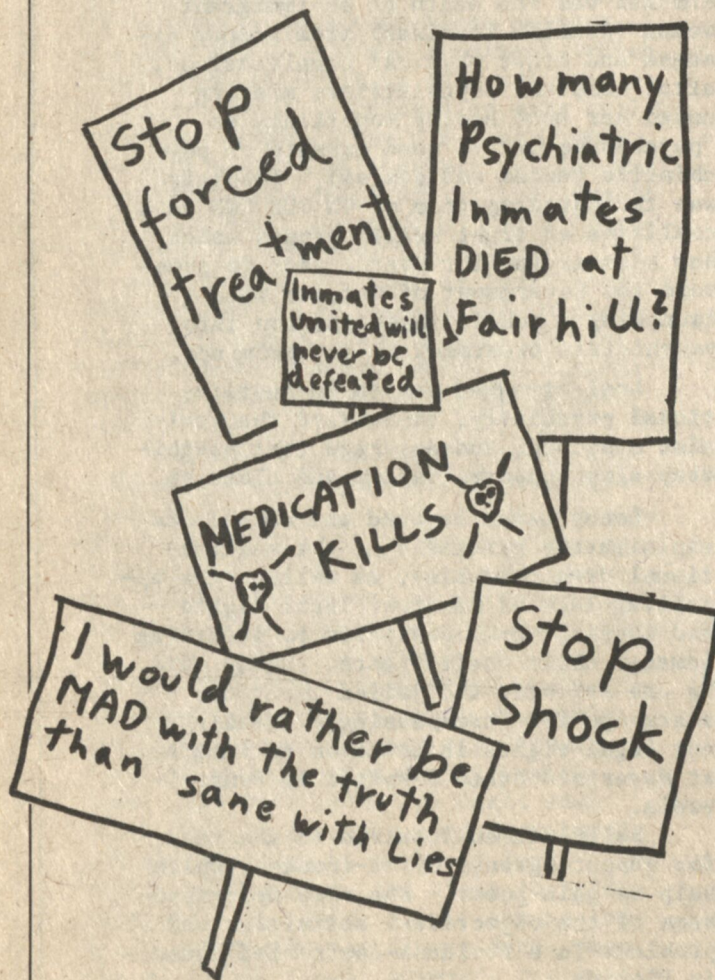 Stop
forced
treatment
How many
Psychiatric
Inmates
DIED at
Fairhill?
Inmates
united will
never be
defeated
MEDICATION
KILLS
Stop
Shock
I would rather be
MAD with the truth
than sane with Lies